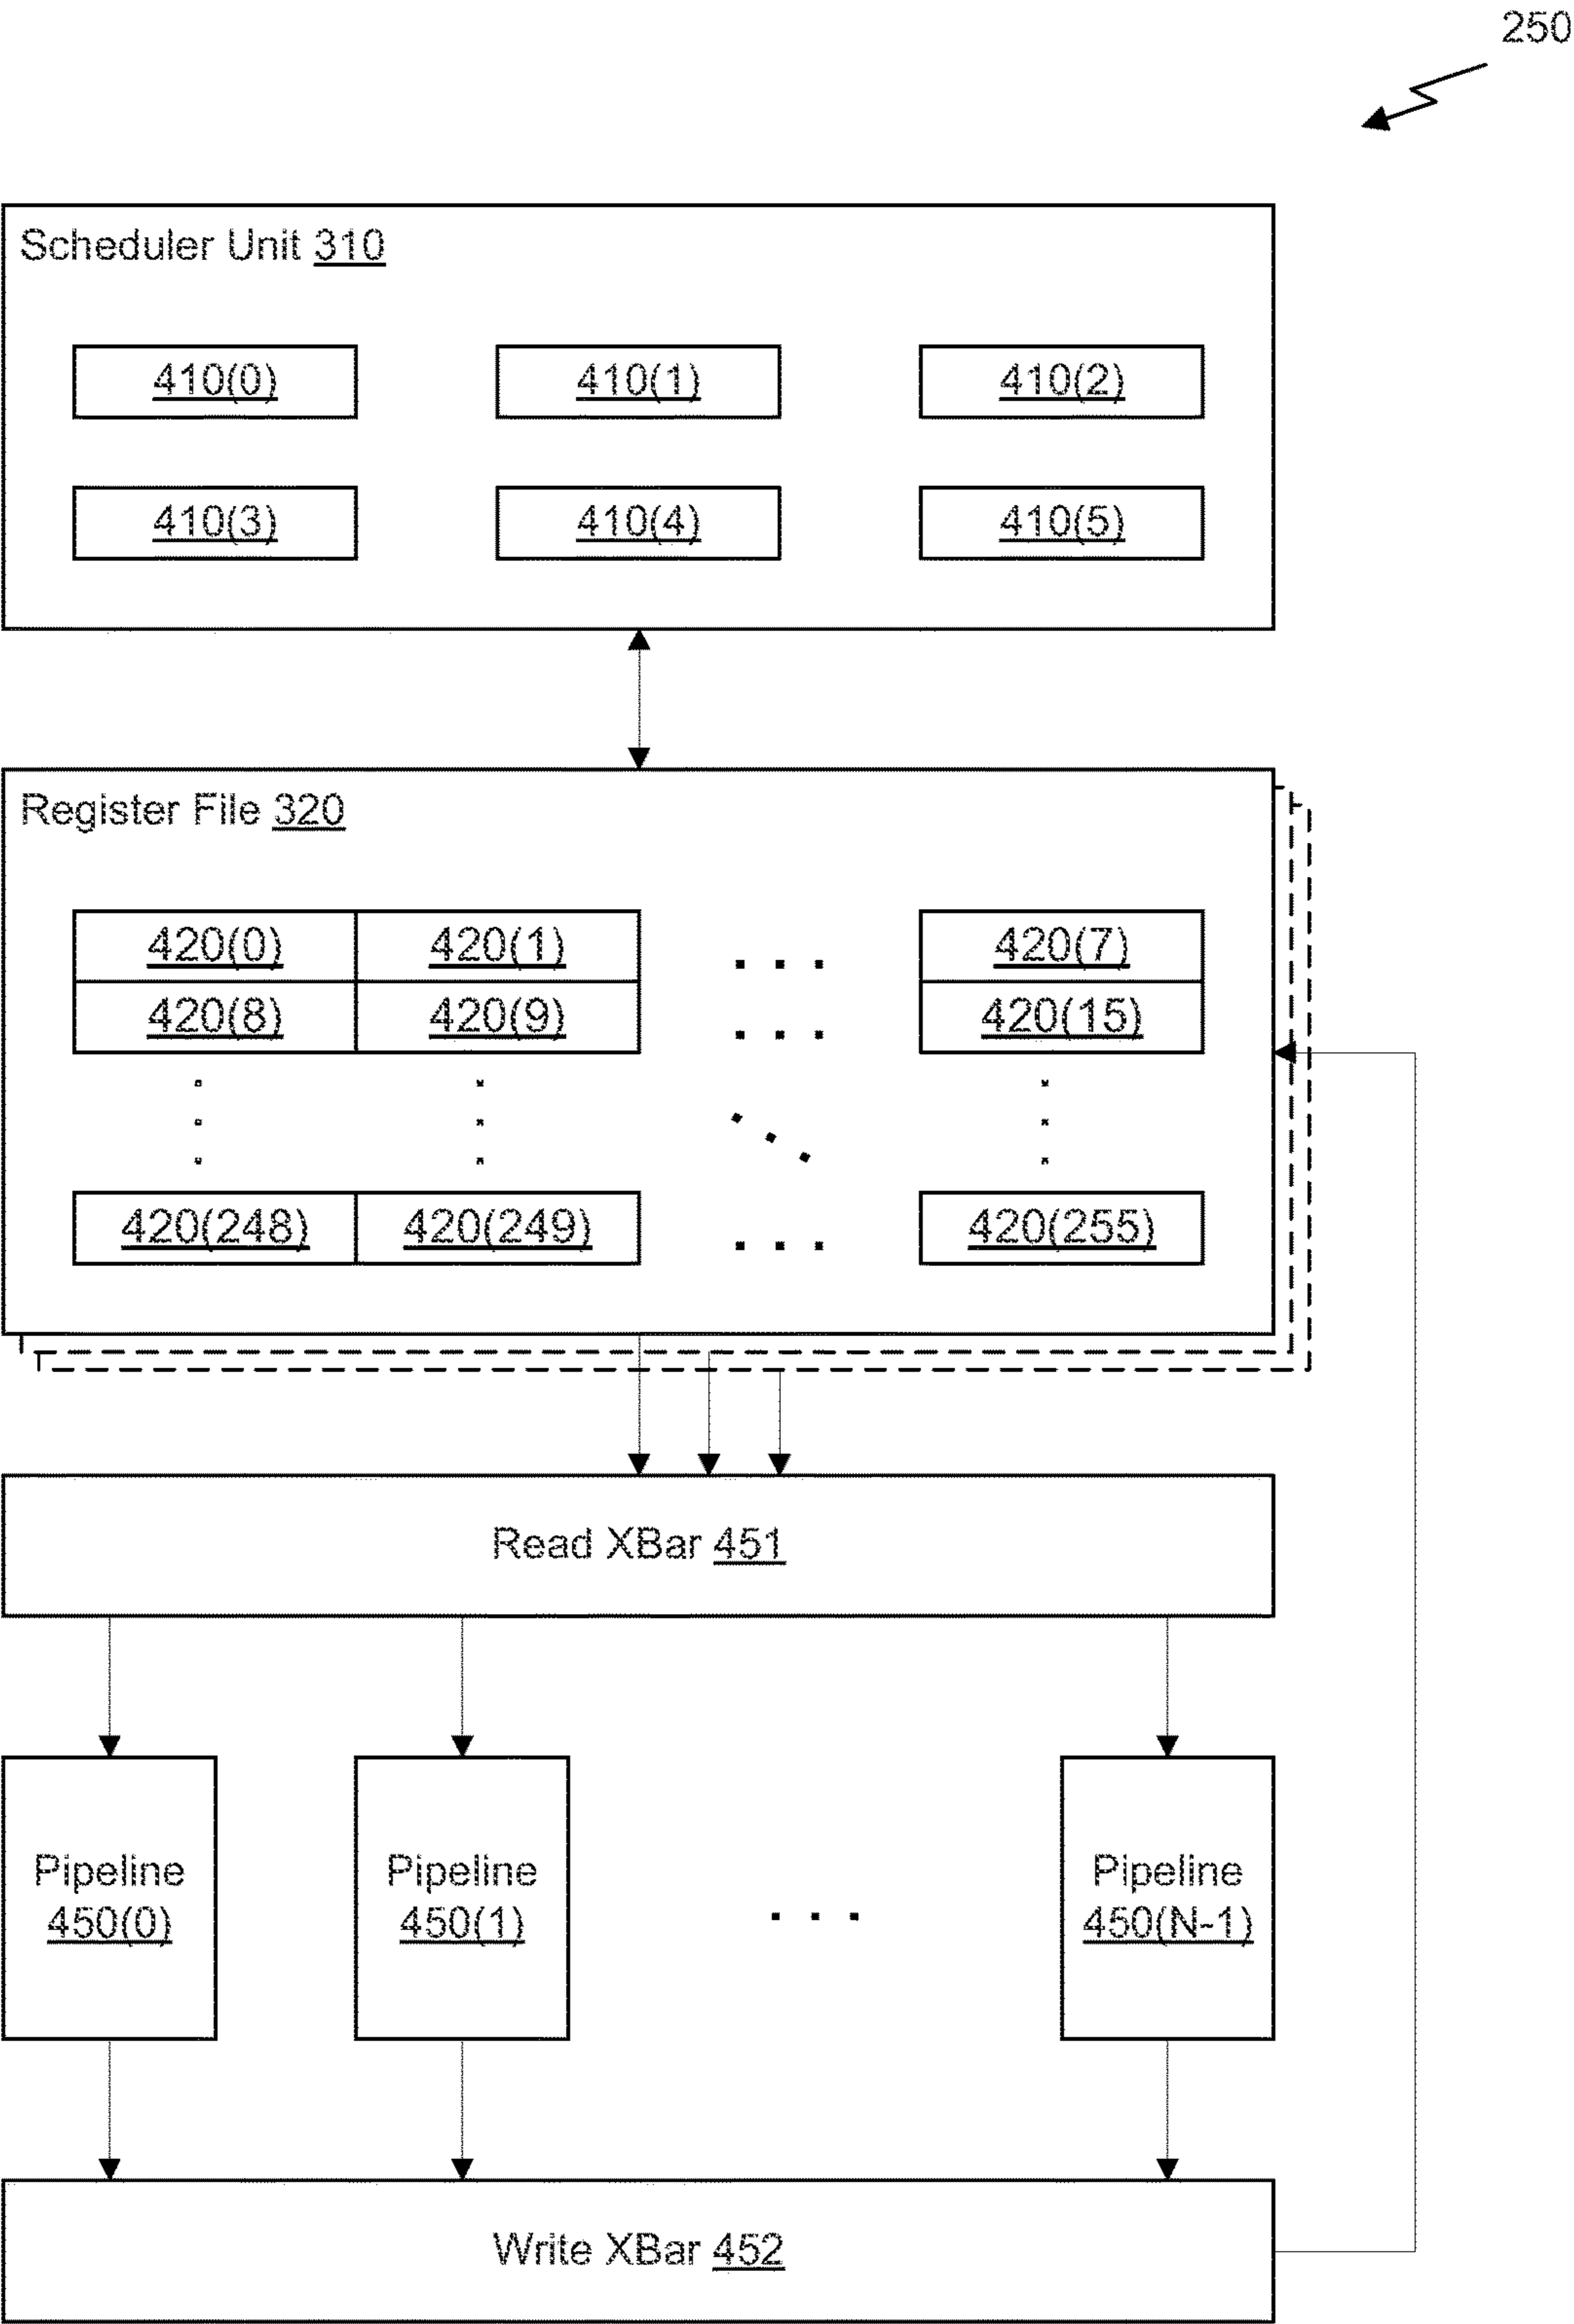 250
Scheduler Unit 310
410(0) 410(1) 410(2)
410(3) 410(4) 410(5)
Register File 320
420(0) 420(1) . . . 420(7)
420(8) 420(9) . . . 420(15)
420(248) 420(249) . . . 420(255)
Read XBar 451
Pipeline Pipeline Pipeline
450(0) 450(1) . . . 450(N-1)
Write XBar 452